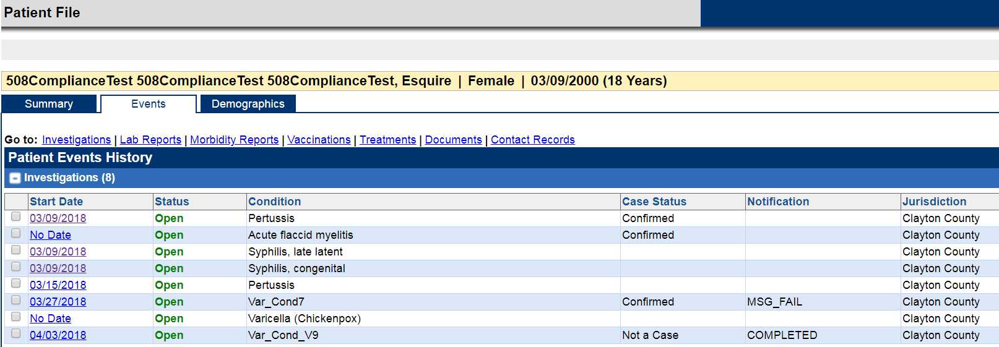 Patient File
508ComplianceTest 508ComplianceTest 508ComplianceTest, Esquire | Female | 03/09/2000 (18 Years)
Summary Events Demographics
Go to: Investigations | Lab Reports | Morbidity Reports | Vaccinations | Treatments | Documents | Contact Records
Patient Events History
Investigations (8)
Start Date Status Condition Case Status Notification Jurisdiction
03/09/2018 Open Pertussis Confirmed Clayton County
No Date Open Acute flaccid myelitis Confirmed Clayton County
03/09/2018 Open Syphilis, late latent Clayton County
03/09/2018 Open Syphilis, congenital Clayton County
03/15/2018 Open Pertussis Clayton County
03/27/2018 Open Var_Cond7 Confirmed MSG_FAIL Clayton County
No Date Open Varicella (Chickenpox) Clayton County
04/03/2018 Open Var_Cond_V9 Not a Case COMPLETED Clayton County